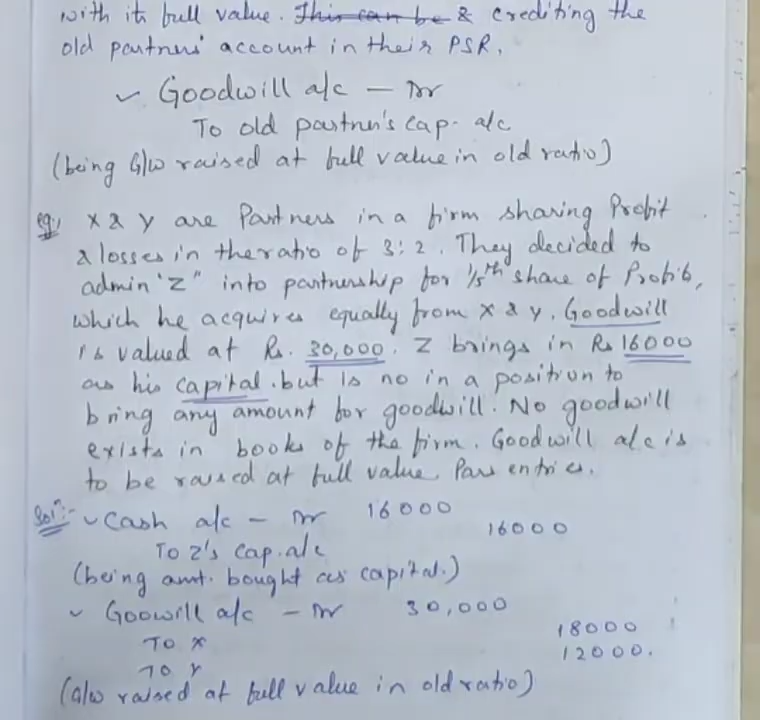 with its full value. This can be & crediting the
old partners' account in their PSR.
✓ Goodwill a/c — Dr
To old partner's cap. a/c
(being G/w raised at full value in old ratio)
eg:, X & Y are Partners in a firm sharing Profit
& losses in the ratio of 3:2. They decided to
admin 'Z" into partnership for 1/5th share of Profits,
which he acquires equally from X & Y. Goodwill
is valued at Rs. 30,000. Z brings in Rs 16000
as his capital. but is no in a position to
bring any amount for goodwill. No goodwill
exists in books of the firm. Goodwill a/c is
to be raised at full value. Pass entries.
Soln:- ✓ Cash a/c — Dr 16000
16000
To Z's Cap. a/c
(being amt. bought as capital.)
✓ Goowill a/c — Dr 30,000
To X 18000
To Y 12000.
(G/w raised at full value in old ratio)